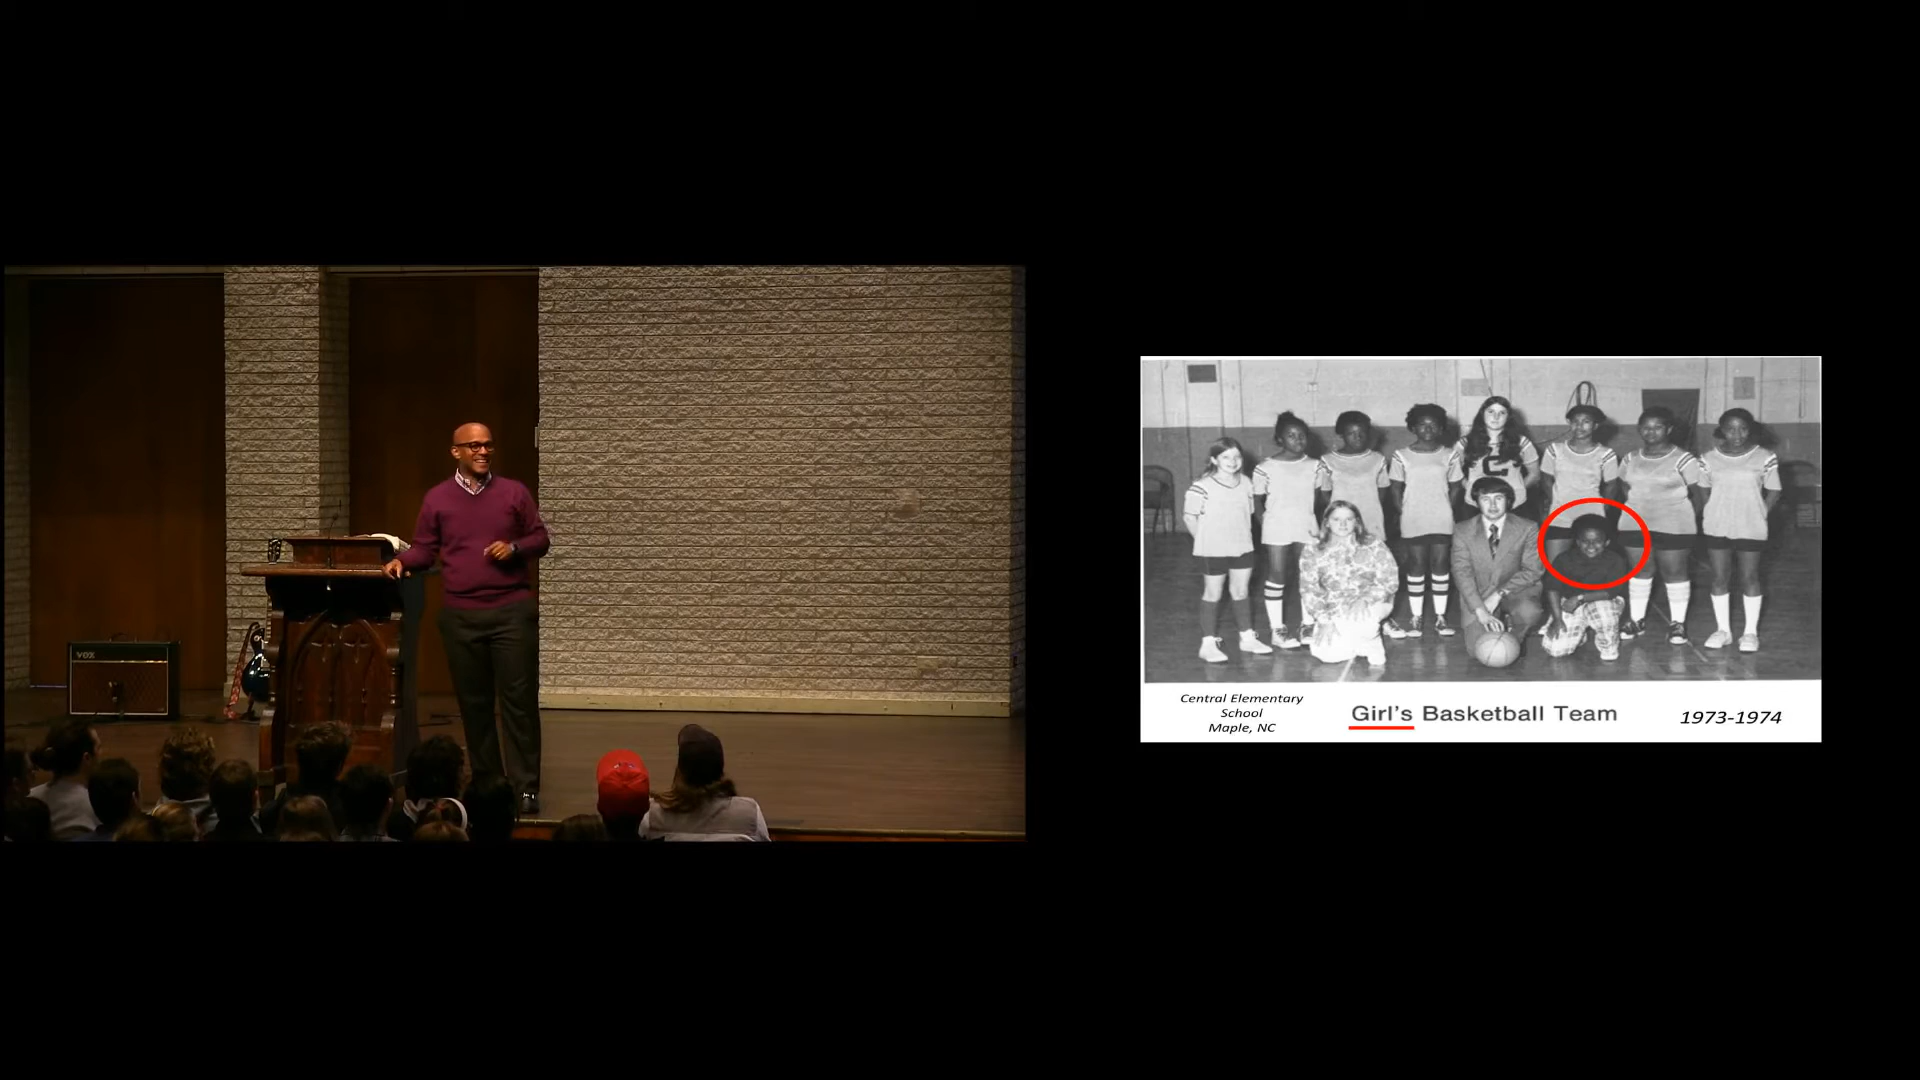 VOX
C
Central Elementary
School
Maple, NC
Girl's Basketball Team
1973-1974